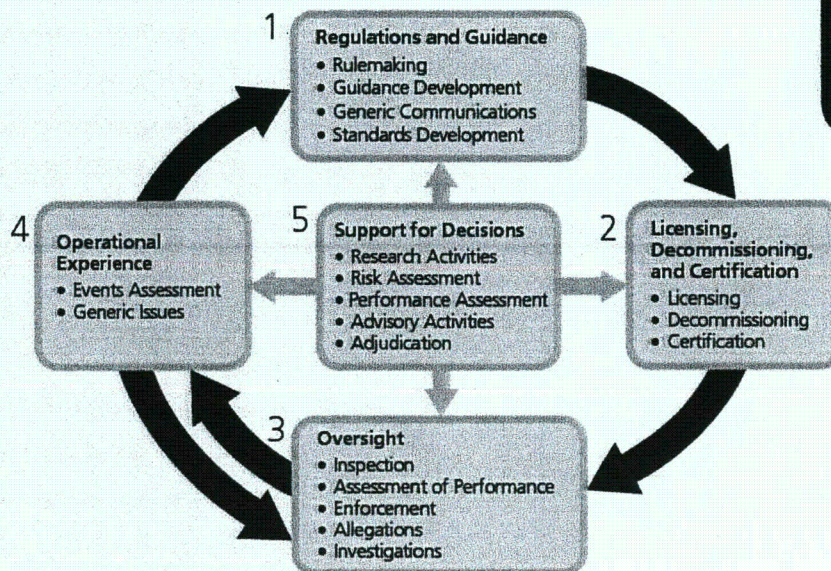 1
Regulations and Guidance
• Rulemaking
• Guidance Development
• Generic Communications
• Standards Development
2
Licensing,
Decommissioning,
and Certification
• Licensing
• Decommissioning
• Certification
3
Oversight
• Inspection
• Assessment of Performance
• Enforcement
• Allegations
• Investigations
4
Operational
Experience
• Events Assessment
• Generic Issues
5
Support for Decisions
• Research Activities
• Risk Assessment
• Performance Assessment
• Advisory Activities
• Adjudication